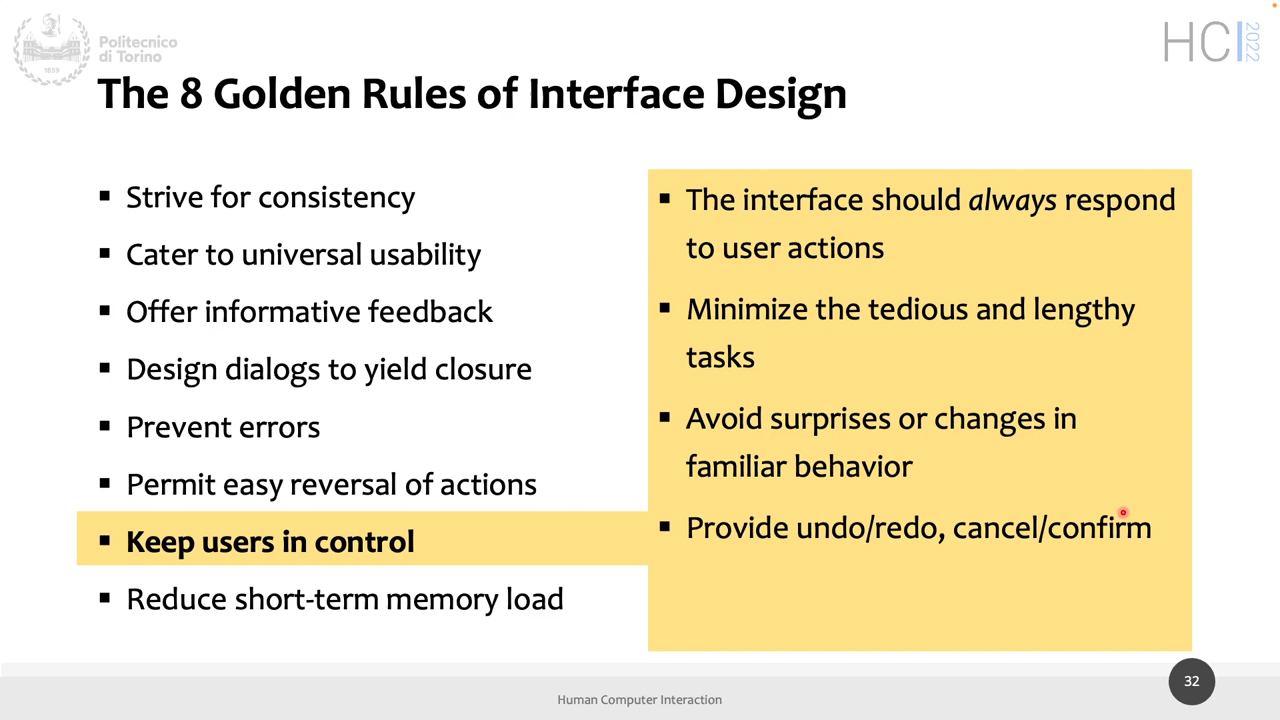 Politecnico
di Torino
1859
HCI 2022
The 8 Golden Rules of Interface Design
▪ Strive for consistency
▪ Cater to universal usability
▪ Offer informative feedback
▪ Design dialogs to yield closure
▪ Prevent errors
▪ Permit easy reversal of actions
▪ Keep users in control
▪ Reduce short-term memory load
▪ The interface should always respond
to user actions
▪ Minimize the tedious and lengthy
tasks
▪ Avoid surprises or changes in
familiar behavior
▪ Provide undo/redo, cancel/confirm
Human Computer Interaction
32